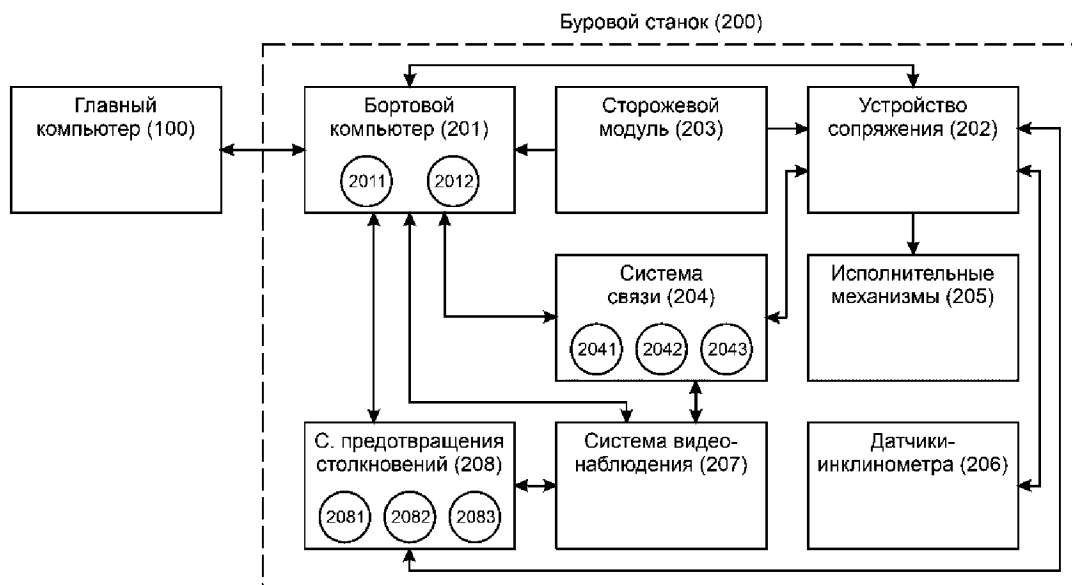 Буровой станок (200)
Главный
компьютер (100)
Бортовой
компьютер (201)
2011
2012
Сторожевой
модуль (203)
Устройство
сопряжения (202)
Система
связи (204)
2041
2042
2043
Исполнительные
механизмы (205)
С. предотвращения
столкновений (208)
2081
2082
2083
Система видео-
наблюдения (207)
Датчики-
инклинометра (206)